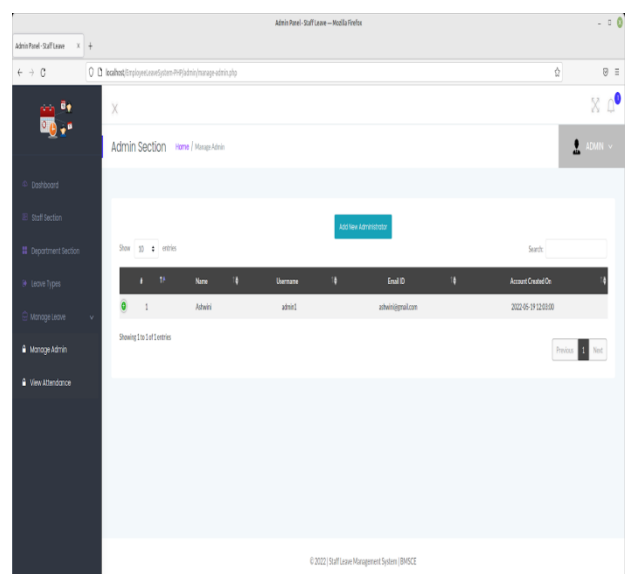 Admin Panel - Staff Leave — Mozilla Firefox
Admin Panel - Staff Leave × +
localhost/EmployeeLeaveSystem-PHP/admin/manage-admin.php
Admin Section Home / Manage Admin
ADMIN
Dashboard
Staff Section
Department Section
Leave Types
Manage Leave
Manage Admin
View Attendance
Add New Administrator
Show 10 entries Search:
# Name Username Email ID Account Created On
1 Ashwini admin1 ashwini@gmail.com 2022-05-19 12:03:00
Showing 1 to 1 of 1 entries
Previous 1 Next
© 2022 | Staff Leave Management System | BMSCE